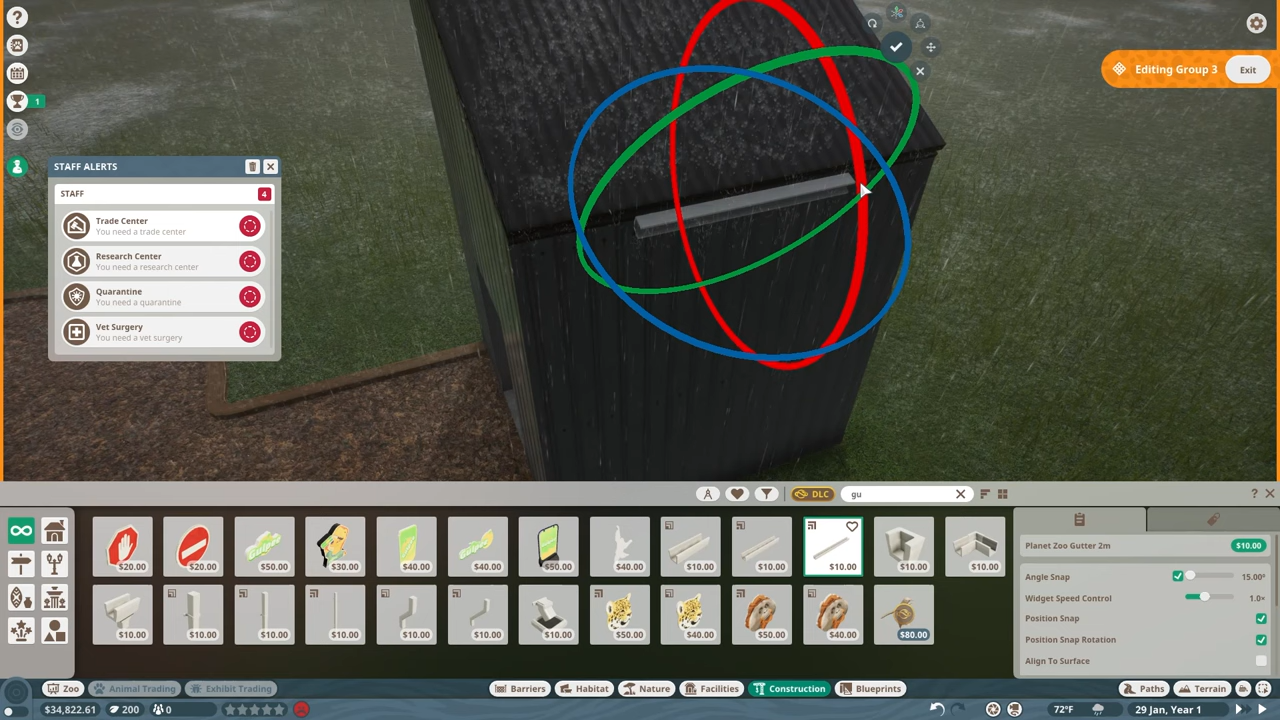 ?
1
Editing Group 3
Exit
STAFF ALERTS
STAFF
4
Trade Center
You need a trade center
Research Center
You need a research center
Quarantine
You need a quarantine
Vet Surgery
You need a vet surgery
DLC
gu
?
$20.00
$20.00
$50.00
$30.00
$40.00
$40.00
$50.00
$40.00
$10.00
$10.00
$10.00
$10.00
$10.00
$10.00
$10.00
$10.00
$10.00
$10.00
$10.00
$10.00
$50.00
$40.00
$50.00
$40.00
$80.00
Planet Zoo Gutter 2m
$10.00
Angle Snap
15.00°
Widget Speed Control
1.0×
Position Snap
Position Snap Rotation
Align To Surface
Zoo
Animal Trading
Exhibit Trading
Barriers
Habitat
Nature
Facilities
Construction
Blueprints
Paths
Terrain
$34,822.61
200
0
72°F
29 Jan, Year 1